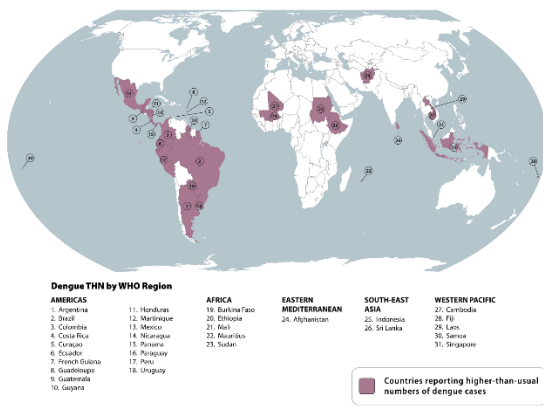 Dengue THN by WHO Region
AMERICAS
1. Argentina
2. Brazil
3. Colombia
4. Costa Rica
5. Curaçao
6. Ecuador
7. French Guiana
8. Guadeloupe
9. Guatemala
10. Guyana
11. Honduras
12. Martinique
13. Mexico
14. Nicaragua
15. Panama
16. Paraguay
17. Peru
18. Uruguay
AFRICA
19. Burkina Faso
20. Ethiopia
21. Mali
22. Mauritius
23. Sudan
EASTERN
MEDITERRANEAN
24. Afghanistan
SOUTH-EAST
ASIA
25. Indonesia
26. Sri Lanka
WESTERN PACIFIC
27. Cambodia
28. Fiji
29. Laos
30. Samoa
31. Singapore
Countries reporting higher-than-usual
numbers of dengue cases